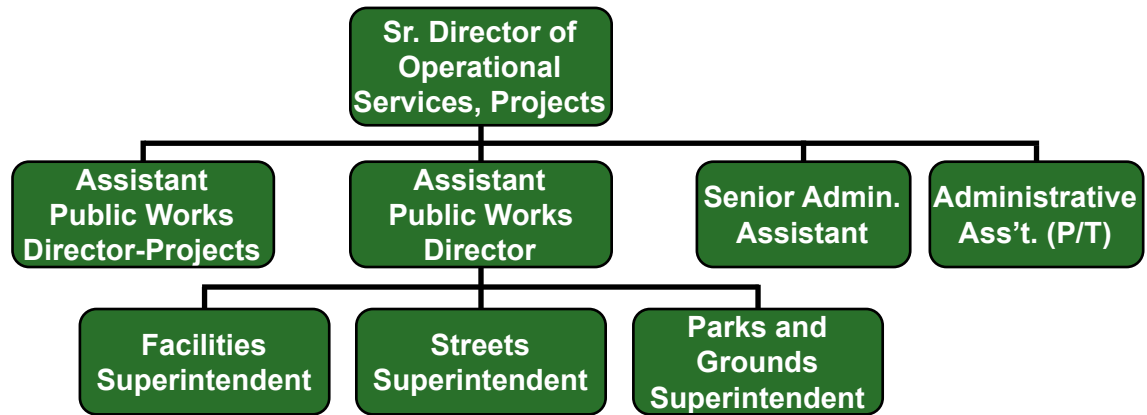 Sr. Director of
Operational
Services, Projects
Assistant
Public Works
Director-Projects
Assistant
Public Works
Director
Senior Admin.
Assistant
Administrative
Ass’t. (P/T)
Facilities
Superintendent
Streets
Superintendent
Parks and
Grounds
Superintendent